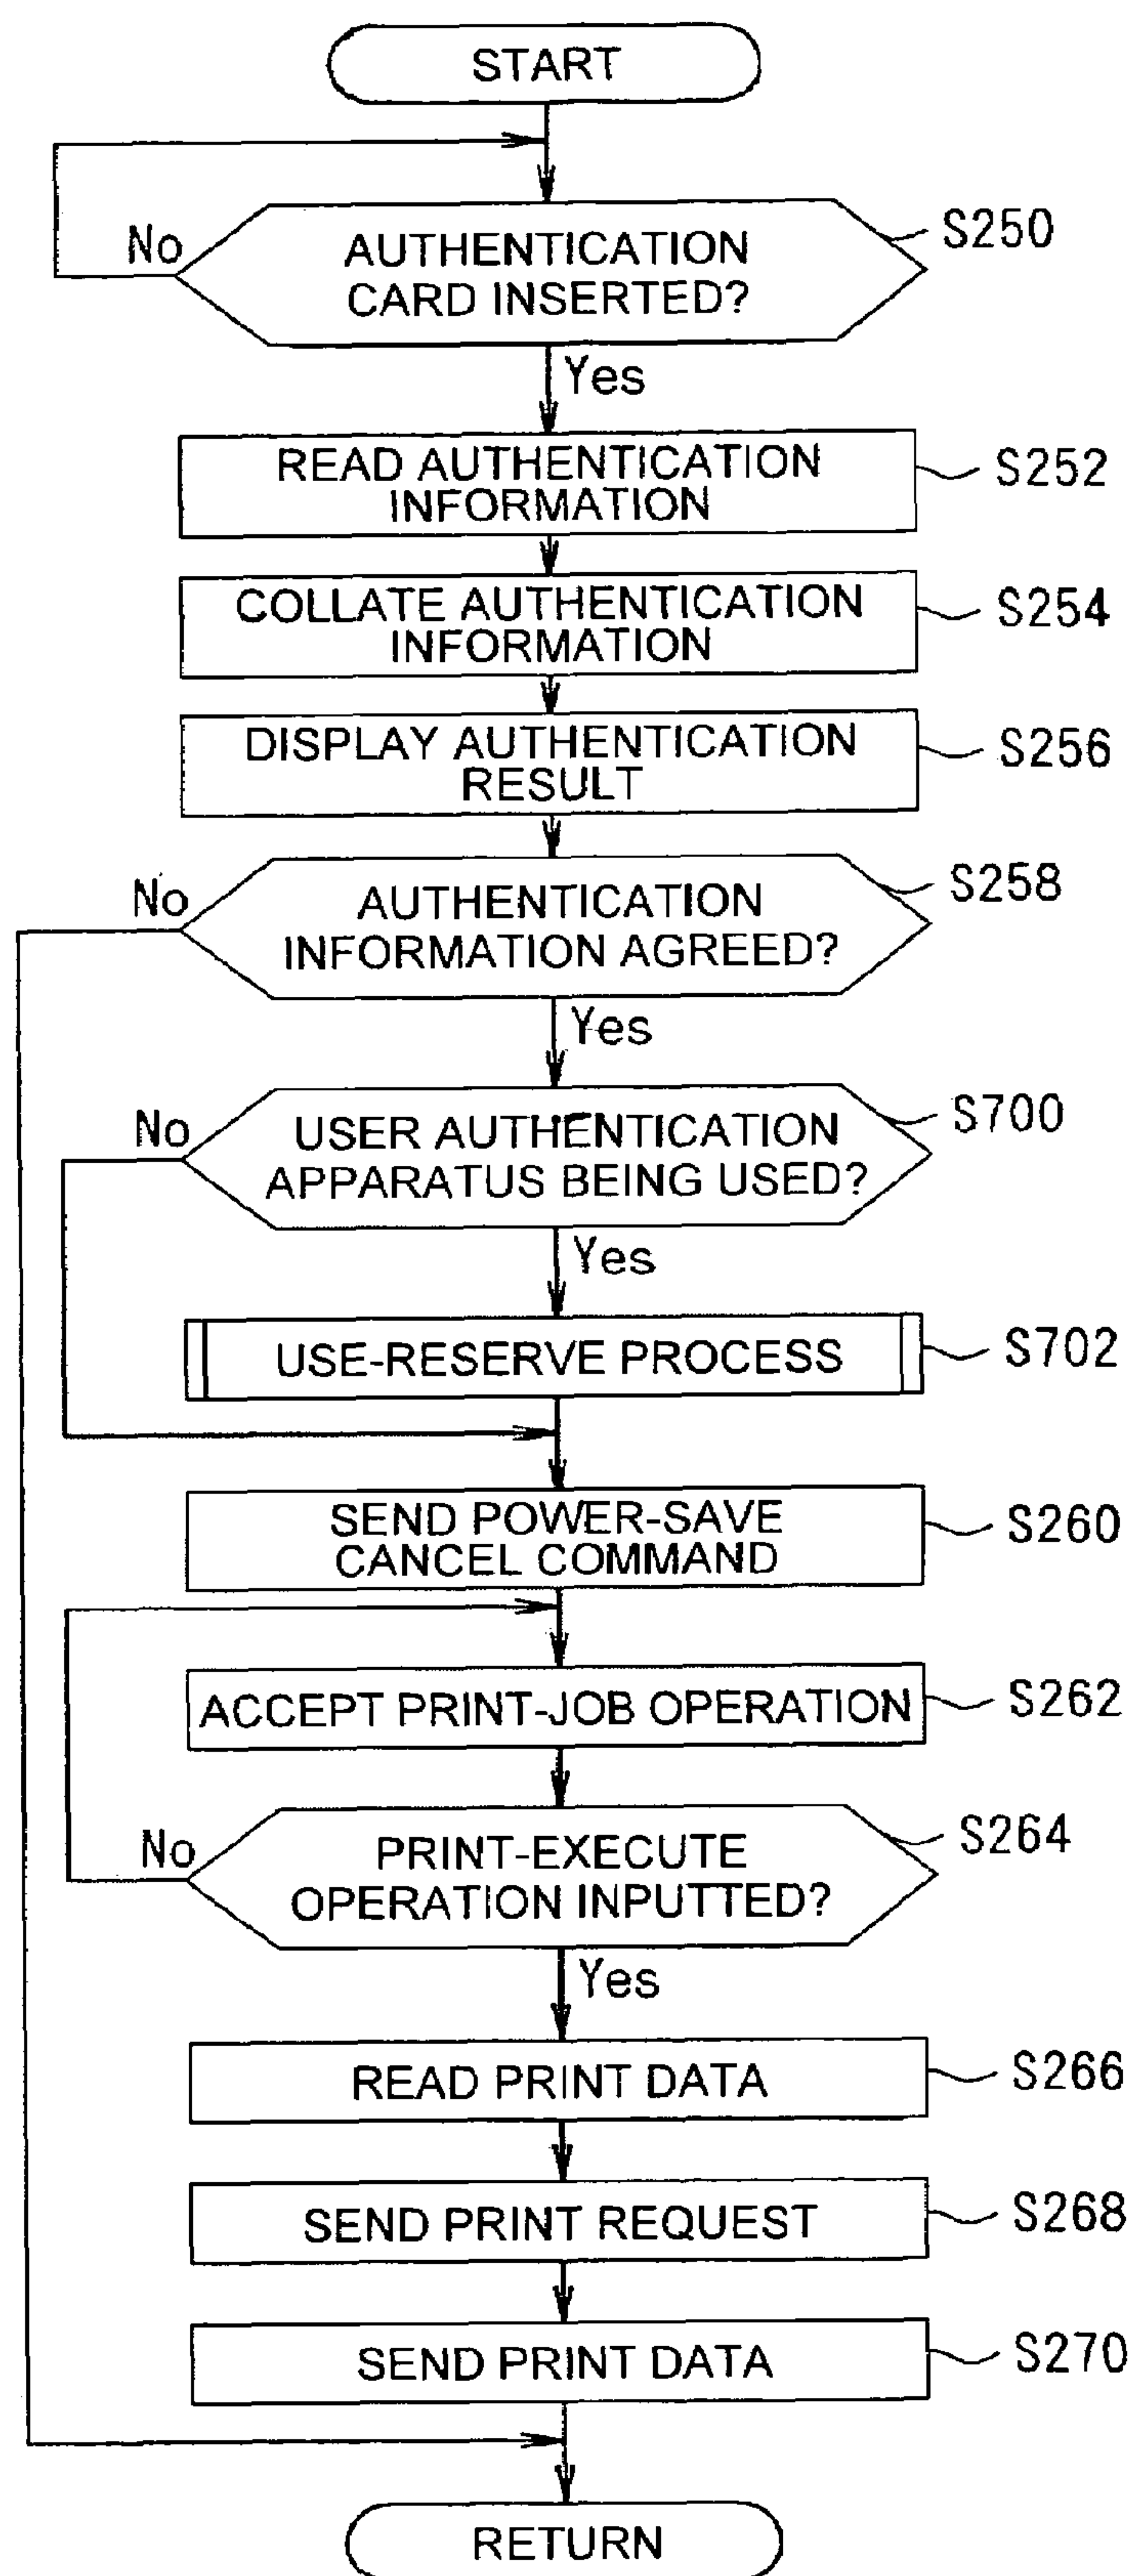 START
No
AUTHENTICATION
CARD INSERTED?
S250
Yes
READ AUTHENTICATION
INFORMATION
S252
COLLATE AUTHENTICATION
INFORMATION
S254
DISPLAY AUTHENTICATION
RESULT
S256
No
AUTHENTICATION
INFORMATION AGREED?
S258
Yes
No
USER AUTHENTICATION
APPARATUS BEING USED?
S700
Yes
USE-RESERVE PROCESS
S702
SEND POWER-SAVE
CANCEL COMMAND
S260
ACCEPT PRINT-JOB OPERATION
S262
No
PRINT-EXECUTE
OPERATION INPUTTED?
S264
Yes
READ PRINT DATA
S266
SEND PRINT REQUEST
S268
SEND PRINT DATA
S270
RETURN